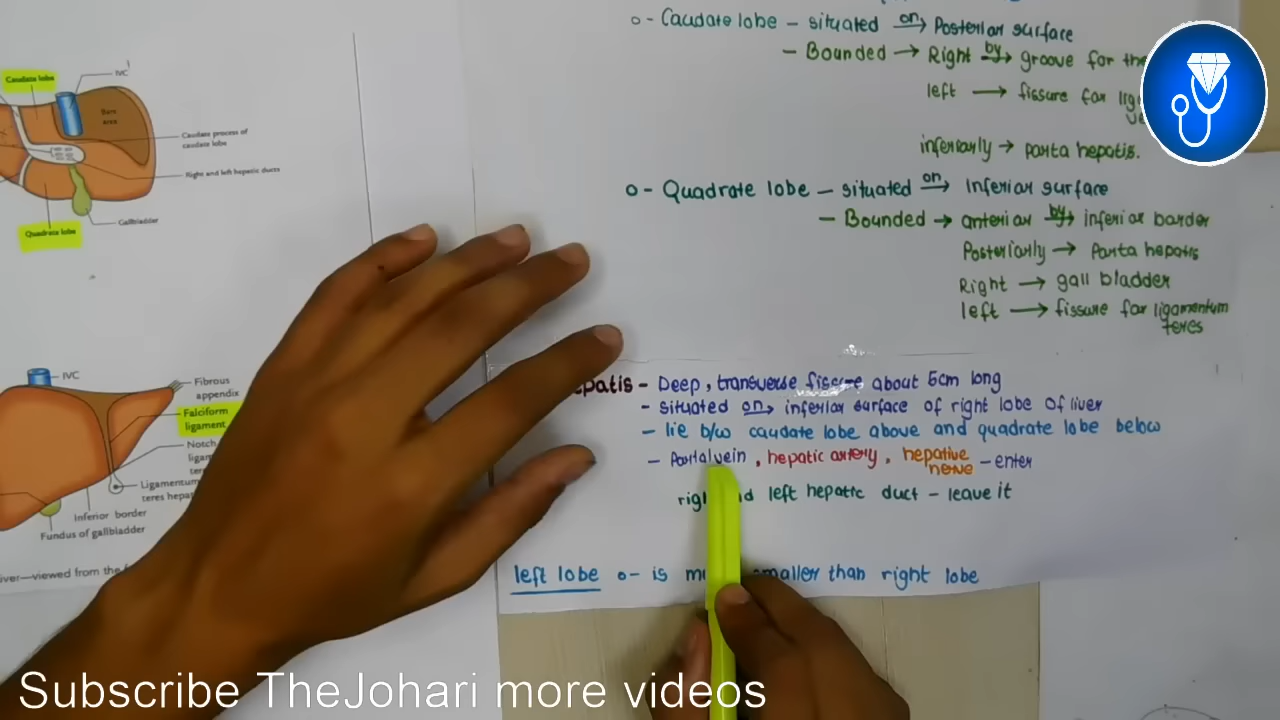 Caudate lobe
IVC
Bare area
Caudate process of
caudate lobe
Right and left hepatic ducts
Gallbladder
Quadrate lobe
IVC
Fibrous
appendix
Falciform
ligament
Notch
Ligamentum
teres
Inferior border
Fundus of gallbladder
viewed from the
o- Caudate lobe - situated on→ Posterior surface
- Bounded → Right by→ groove for the
left → fissure for
inferiorly → porta hepatis.
o- Quadrate lobe - situated on→ Inferior surface
- Bounded → anterior by→ inferior border
Posteriorly → Porta hepatis
Right → gall bladder
left → fissure for ligamentum
teres
epatis - Deep, transverse fissure about 5cm long
- situated on→ inferior surface of right lobe of liver
- lie b/w caudate lobe above and quadrate lobe below
- Portal vein, hepatic artery, hepative nerve - enter
left hepatic duct - leave it
left lobe o- is smaller than right lobe
Subscribe TheJohari more videos